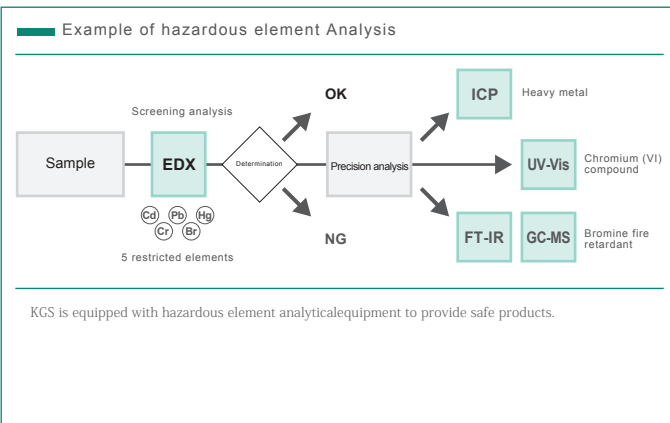 Example of hazardous element Analysis
Screening analysis
Sample
EDX
Cd Pb Hg
Cr Br
5 restricted elements
Determination
OK
NG
Precision analysis
ICP
Heavy metal
UV-Vis
Chromium (VI)
compound
FT-IR
GC-MS
Bromine fire
retardant
KGS is equipped with hazardous element analyticalequipment to provide safe products.